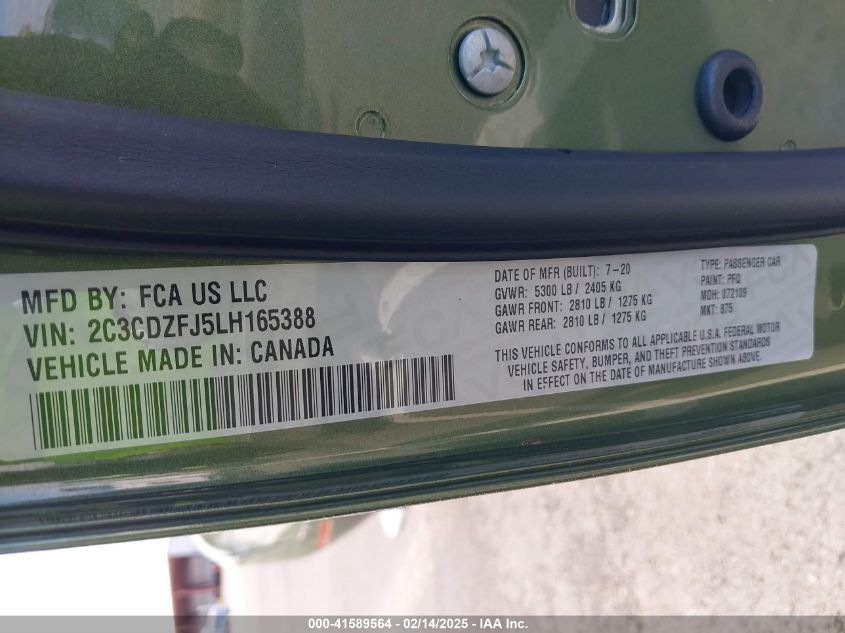 MFD BY: FCA US LLC
VIN: 2C3CDZFJ5LH165388
VEHICLE MADE IN: CANADA
DATE OF MFR (BUILT): 7-20
GVWR: 5300 LB / 2405 KG
GAWR FRONT: 2810 LB / 1275 KG
GAWR REAR: 2810 LB / 1275 KG
TYPE: PASSENGER CAR
PAINT: PFQ
MDH: 072109
MKT: 875
THIS VEHICLE CONFORMS TO ALL APPLICABLE U.S.A. FEDERAL MOTOR
VEHICLE SAFETY, BUMPER, AND THEFT PREVENTION STANDARDS
IN EFFECT ON THE DATE OF MANUFACTURE SHOWN ABOVE.
000-41589564 - 02/14/2025 - IAA Inc.